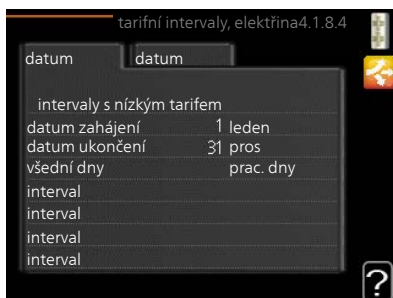 tarifní intervaly, elektřina4.1.8.4
datum datum
intervaly s nízkým tarifem
datum zahájení 1 leden
datum ukončení 31 pros
všední dny prac. dny
interval
interval
interval
interval
?